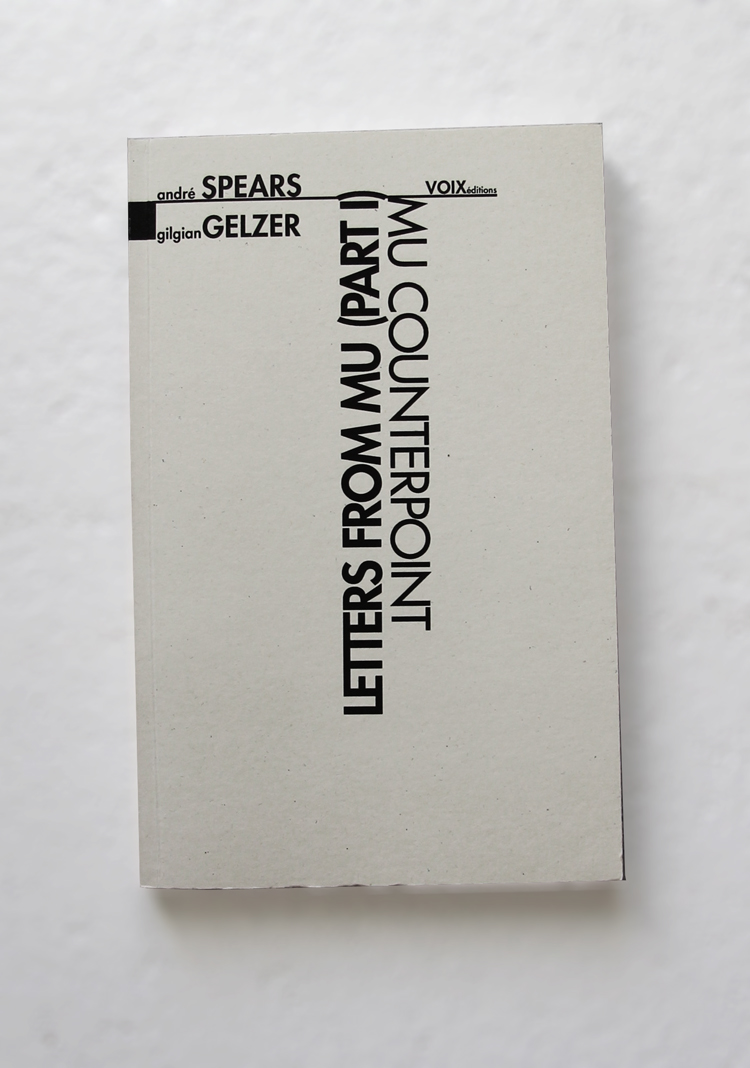 andré SPEARS
VOIXéditions
gilgian GELZER
LETTERS FROM MU (PART I)
MU COUNTERPOINT